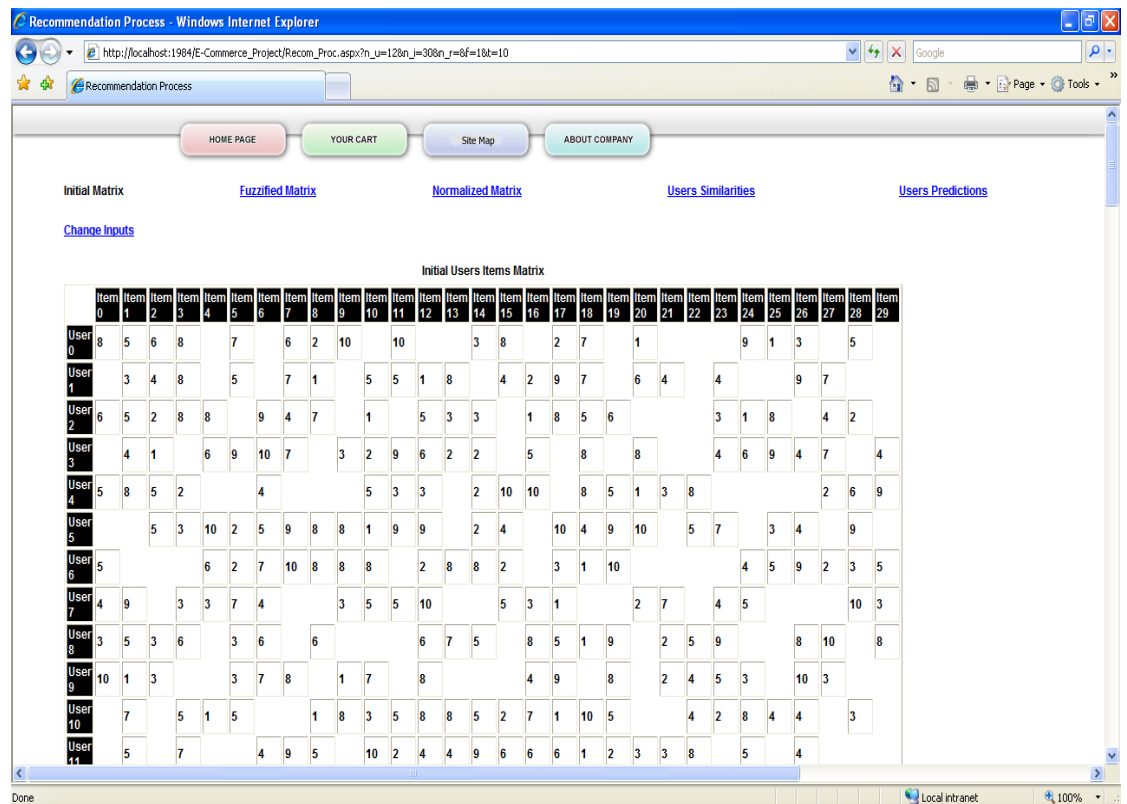 Recommendation Process - Windows Internet Explorer
http://localhost:1984/E-Commerce_Project/Recom_Proc.aspx?n_u=12&n_i=30&n_r=8&f=1&t=10
Google
Recommendation Process
Page
Tools
»
HOME PAGE YOUR CART Site Map ABOUT COMPANY
Initial Matrix Fuzzified Matrix Normalized Matrix Users Similarities Users Predictions
Change Inputs
Initial Users Items Matrix
Item Item Item Item Item Item Item Item Item Item Item Item Item Item Item Item Item Item Item Item Item Item Item Item Item Item Item Item Item Item
0 1 2 3 4 5 6 7 8 9 10 11 12 13 14 15 16 17 18 19 20 21 22 23 24 25 26 27 28 29
User 0 8 5 6 8 7 6 2 10 10 3 8 2 7 1 9 1 3 5
User 1 3 4 8 5 7 1 5 5 1 8 4 2 9 7 6 4 4 9 7
User 2 6 5 2 8 8 9 4 7 1 5 3 3 1 8 5 6 3 1 8 4 2
User 3 4 1 6 9 10 7 3 2 9 6 2 2 5 8 8 4 6 9 4 7 4
User 4 5 8 5 2 4 5 3 3 2 10 10 8 5 1 3 8 2 6 9
User 5 5 3 10 2 5 9 8 8 1 9 9 2 4 10 4 9 10 5 7 3 4 9
User 6 5 6 2 7 10 8 8 8 2 8 8 2 3 1 10 4 5 9 2 3 5
User 7 4 9 3 3 7 4 3 5 5 10 5 3 1 2 7 4 5 10 3
User 8 3 5 3 6 3 6 6 6 7 5 8 5 1 9 2 5 9 8 10 8
User 9 10 1 3 3 7 8 1 7 8 4 9 8 2 4 5 3 10 3
User 10 7 5 1 5 1 8 3 5 8 8 5 2 7 1 10 5 4 2 8 4 4 3
User 11 5 7 4 9 5 10 2 4 4 9 6 6 6 1 2 3 3 8 5 4
Done
Local intranet
100%